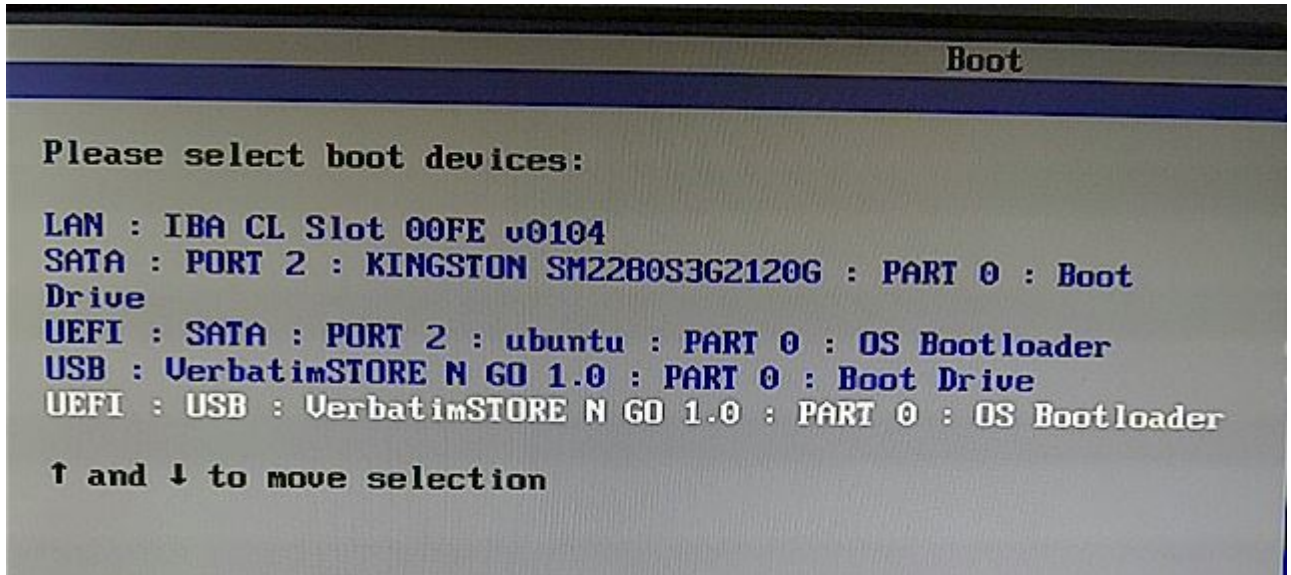 Boot
Please select boot devices:
LAN : IBA CL Slot 00FE v0104
SATA : PORT 2 : KINGSTON SM2280S3G2120G : PART 0 : Boot
Drive
UEFI : SATA : PORT 2 : ubuntu : PART 0 : OS Bootloader
USB : VerbatimSTORE N GO 1.0 : PART 0 : Boot Drive
UEFI : USB : VerbatimSTORE N GO 1.0 : PART 0 : OS Bootloader
↑ and ↓ to move selection